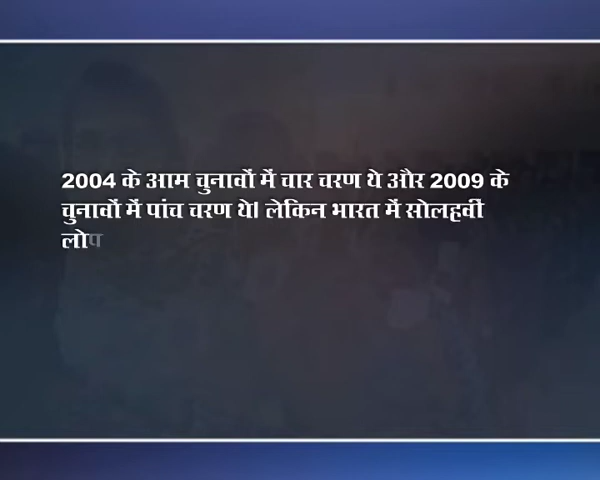 2004 के आम चुनावों में चार चरण थे और 2009 के
चुनावों में पांच चरण थे। लेकिन भारत में सोलहवीं
लोप